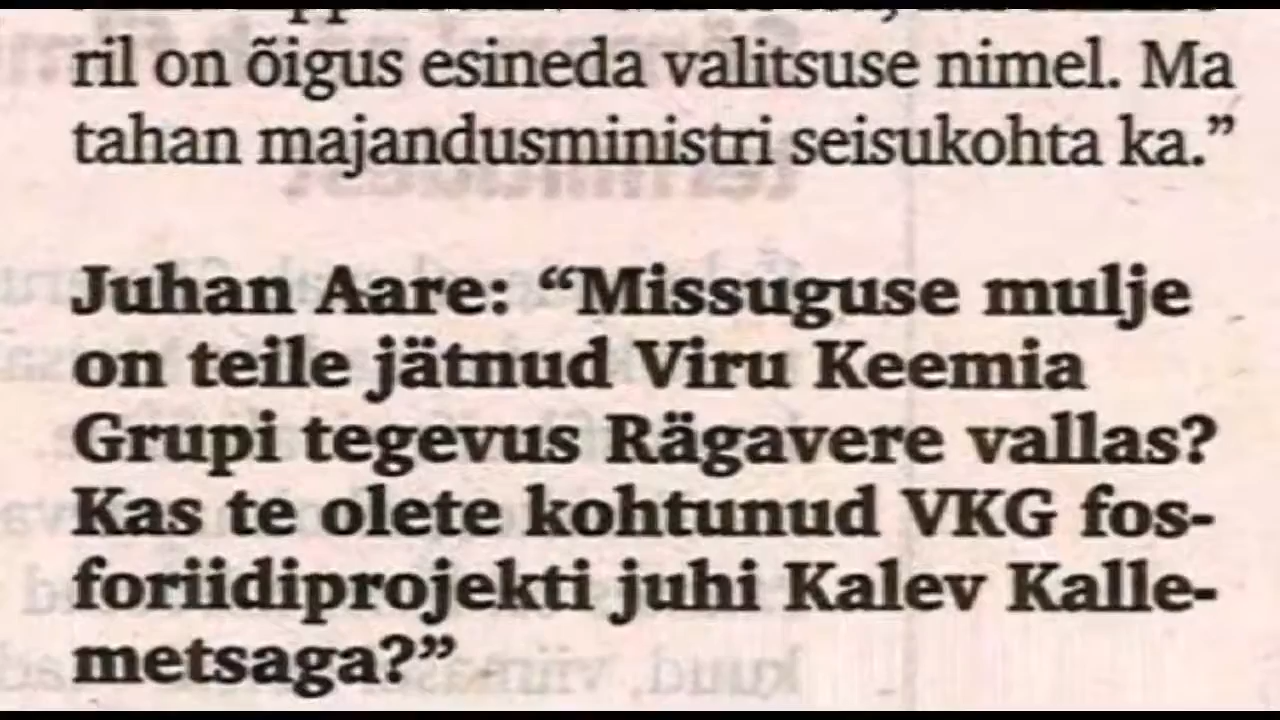 ril on õigus esineda valitsuse nimel. Ma
tahan majandusministri seisukohta ka.”
Juhan Aare: “Missuguse mulje
on teile jätnud Viru Keemia
Grupi tegevus Rägavere vallas?
Kas te olete kohtunud VKG fos-
foriidiprojekti juhi Kalev Kalle-
metsaga?”